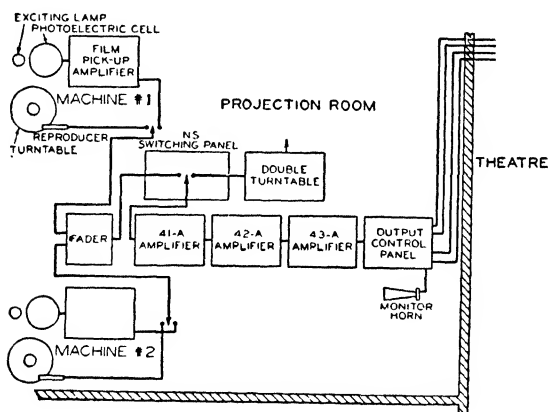 EXCITING LAMP
PHOTOELECTRIC CELL
FILM
PICK-UP
AMPLIFIER
MACHINE #1
REPRODUCER
TURNTABLE
PROJECTION ROOM
NS
SWITCHING PANEL
DOUBLE
TURNTABLE
THEATRE
FADER
41-A
AMPLIFIER
42-A
AMPLIFIER
43-A
AMPLIFIER
OUTPUT
CONTROL
PANEL
MONITOR
HORN
MACHINE #2